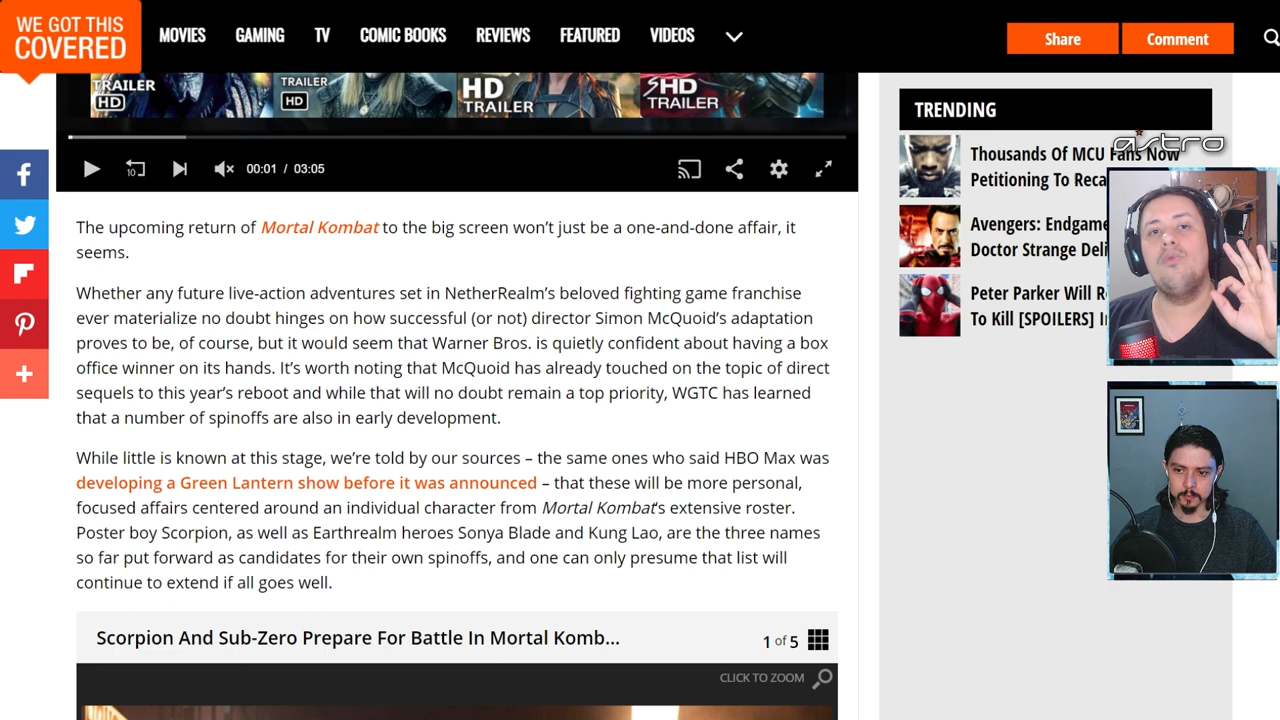 WE GOT THIS
COVERED
MOVIES
GAMING
TV
COMIC BOOKS
REVIEWS
FEATURED
VIDEOS
Share
Comment
TRAILER
HD
TRAILER
HD
HD
TRAILER
HD
TRAILER
10
00:01 / 03:05
The upcoming return of Mortal Kombat to the big screen won’t just be a one-and-done affair, it
seems.
Whether any future live-action adventures set in NetherRealm’s beloved fighting game franchise
ever materialize no doubt hinges on how successful (or not) director Simon McQuoid’s adaptation
proves to be, of course, but it would seem that Warner Bros. is quietly confident about having a box
office winner on its hands. It’s worth noting that McQuoid has already touched on the topic of direct
sequels to this year’s reboot and while that will no doubt remain a top priority, WGTC has learned
that a number of spinoffs are also in early development.
While little is known at this stage, we’re told by our sources – the same ones who said HBO Max was
developing a Green Lantern show before it was announced – that these will be more personal,
focused affairs centered around an individual character from Mortal Kombat’s extensive roster.
Poster boy Scorpion, as well as Earthrealm heroes Sonya Blade and Kung Lao, are the three names
so far put forward as candidates for their own spinoffs, and one can only presume that list will
continue to extend if all goes well.
Scorpion And Sub-Zero Prepare For Battle In Mortal Komb...
1 of 5
CLICK TO ZOOM
TRENDING
astro
Thousands Of MCU Fans Now
Petitioning To Reca
Avengers: Endgame
Doctor Strange Deli
Peter Parker Will R
To Kill [SPOILERS] I